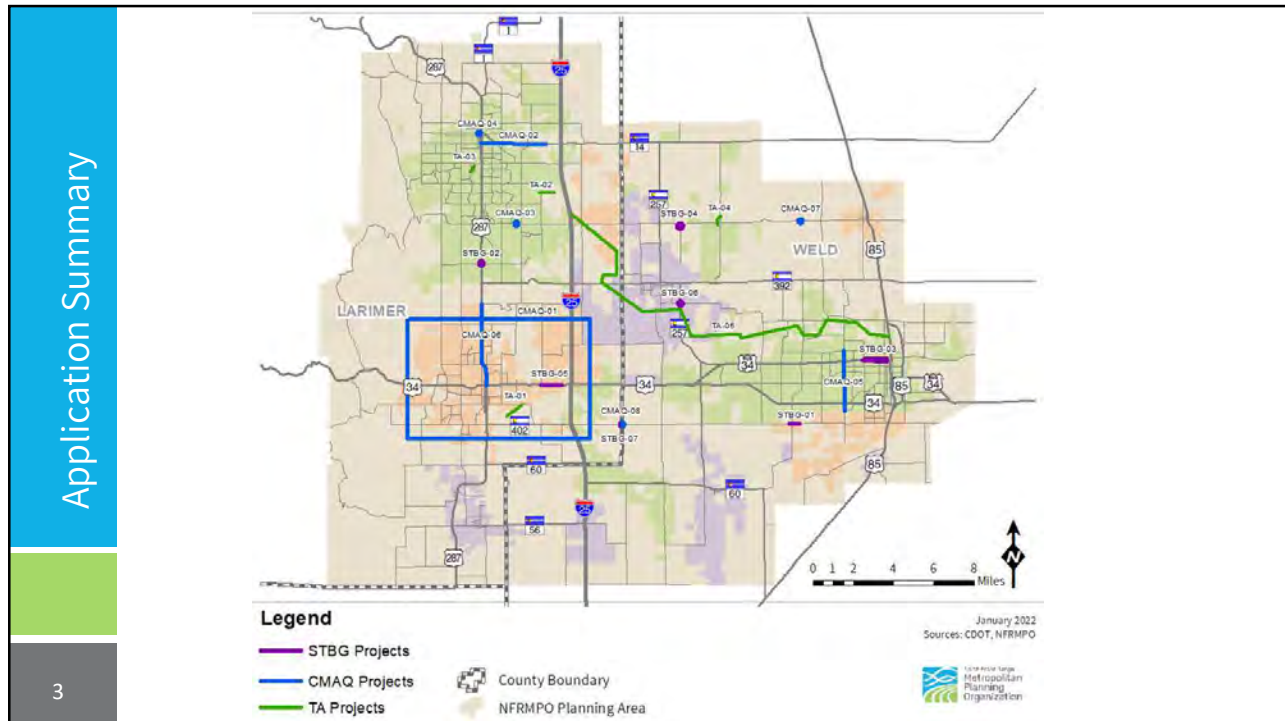 Application Summary
3
1
1
287
25
CMAQ-04
CMAQ-02
TA-03
14
TA-02
257
STBG-04
TA-04
CMAQ-07
CMAQ-03
287
WELD
85
STBG-02
392
25
STBG-06
LARIMER
CMAQ-01
257
TA-05
CMAQ-06
STBG-03
34
STBG-05
34
34
CMAQ-05
85
34
34
TA-01
402
CMAQ-08
STBG-07
STBG-01
60
85
60
25
56
287
N
0 1 2 4 6 8
Miles
Legend
STBG Projects
CMAQ Projects
TA Projects
County Boundary
NFRMPO Planning Area
January 2022
Sources: CDOT, NFRMPO
Metropolitan
Planning
Organization